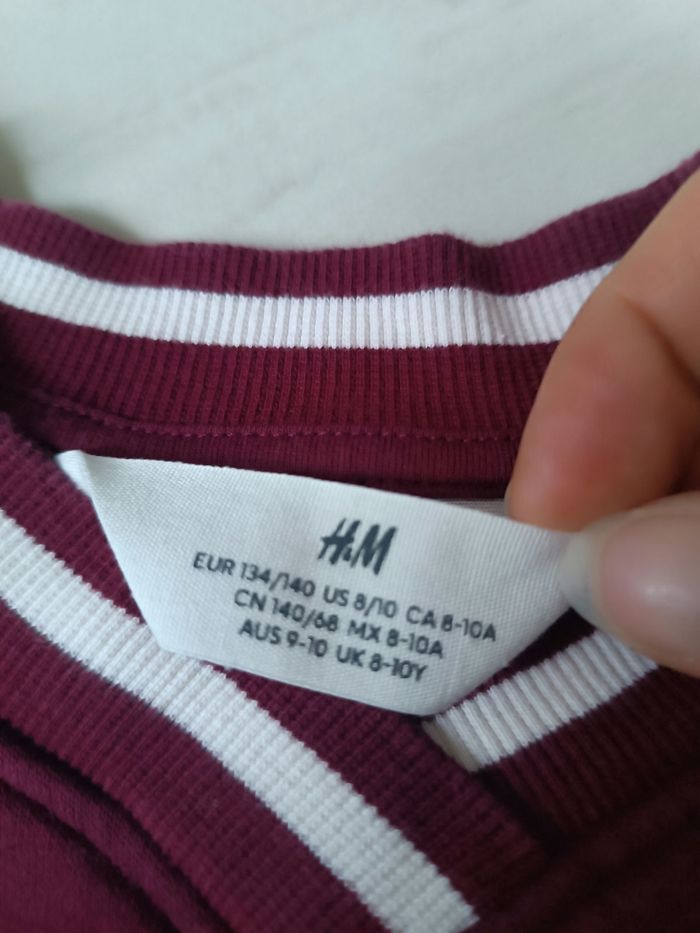 H&M
EUR 134/140 US 8/10 CA 8-10A
CN 140/68 MX 8-10A
AUS 9-10 UK 8-10Y